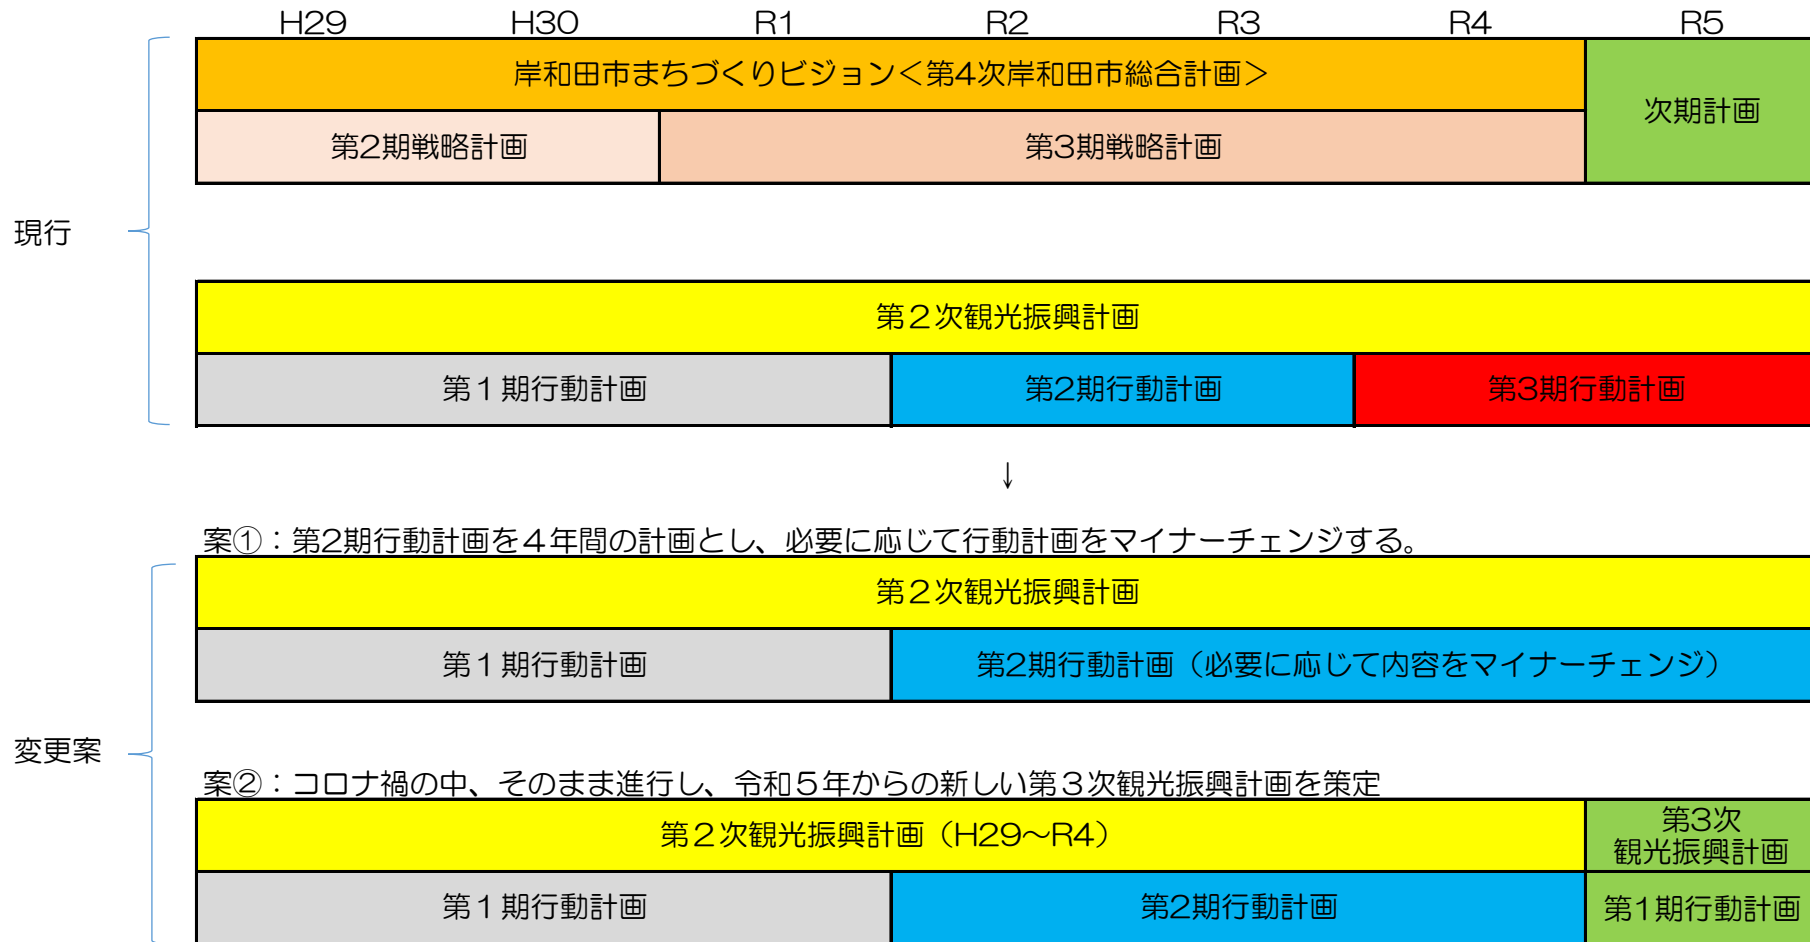 H29 H30 R1 R2 R3 R4 R5
岸和田市まちづくりビジョン＜第4次岸和田市総合計画＞
次期計画
第2期戦略計画 第3期戦略計画
現行
第２次観光振興計画
第１期行動計画 第2期行動計画 第3期行動計画
↓
案①：第2期行動計画を４年間の計画とし、必要に応じて行動計画をマイナーチェンジする。
第２次観光振興計画
第１期行動計画 第2期行動計画（必要に応じて内容をマイナーチェンジ）
変更案
案②：コロナ禍の中、そのまま進行し、令和５年からの新しい第３次観光振興計画を策定
第２次観光振興計画（H29～R4）
第3次
観光振興計画
第１期行動計画 第2期行動計画 第1期行動計画